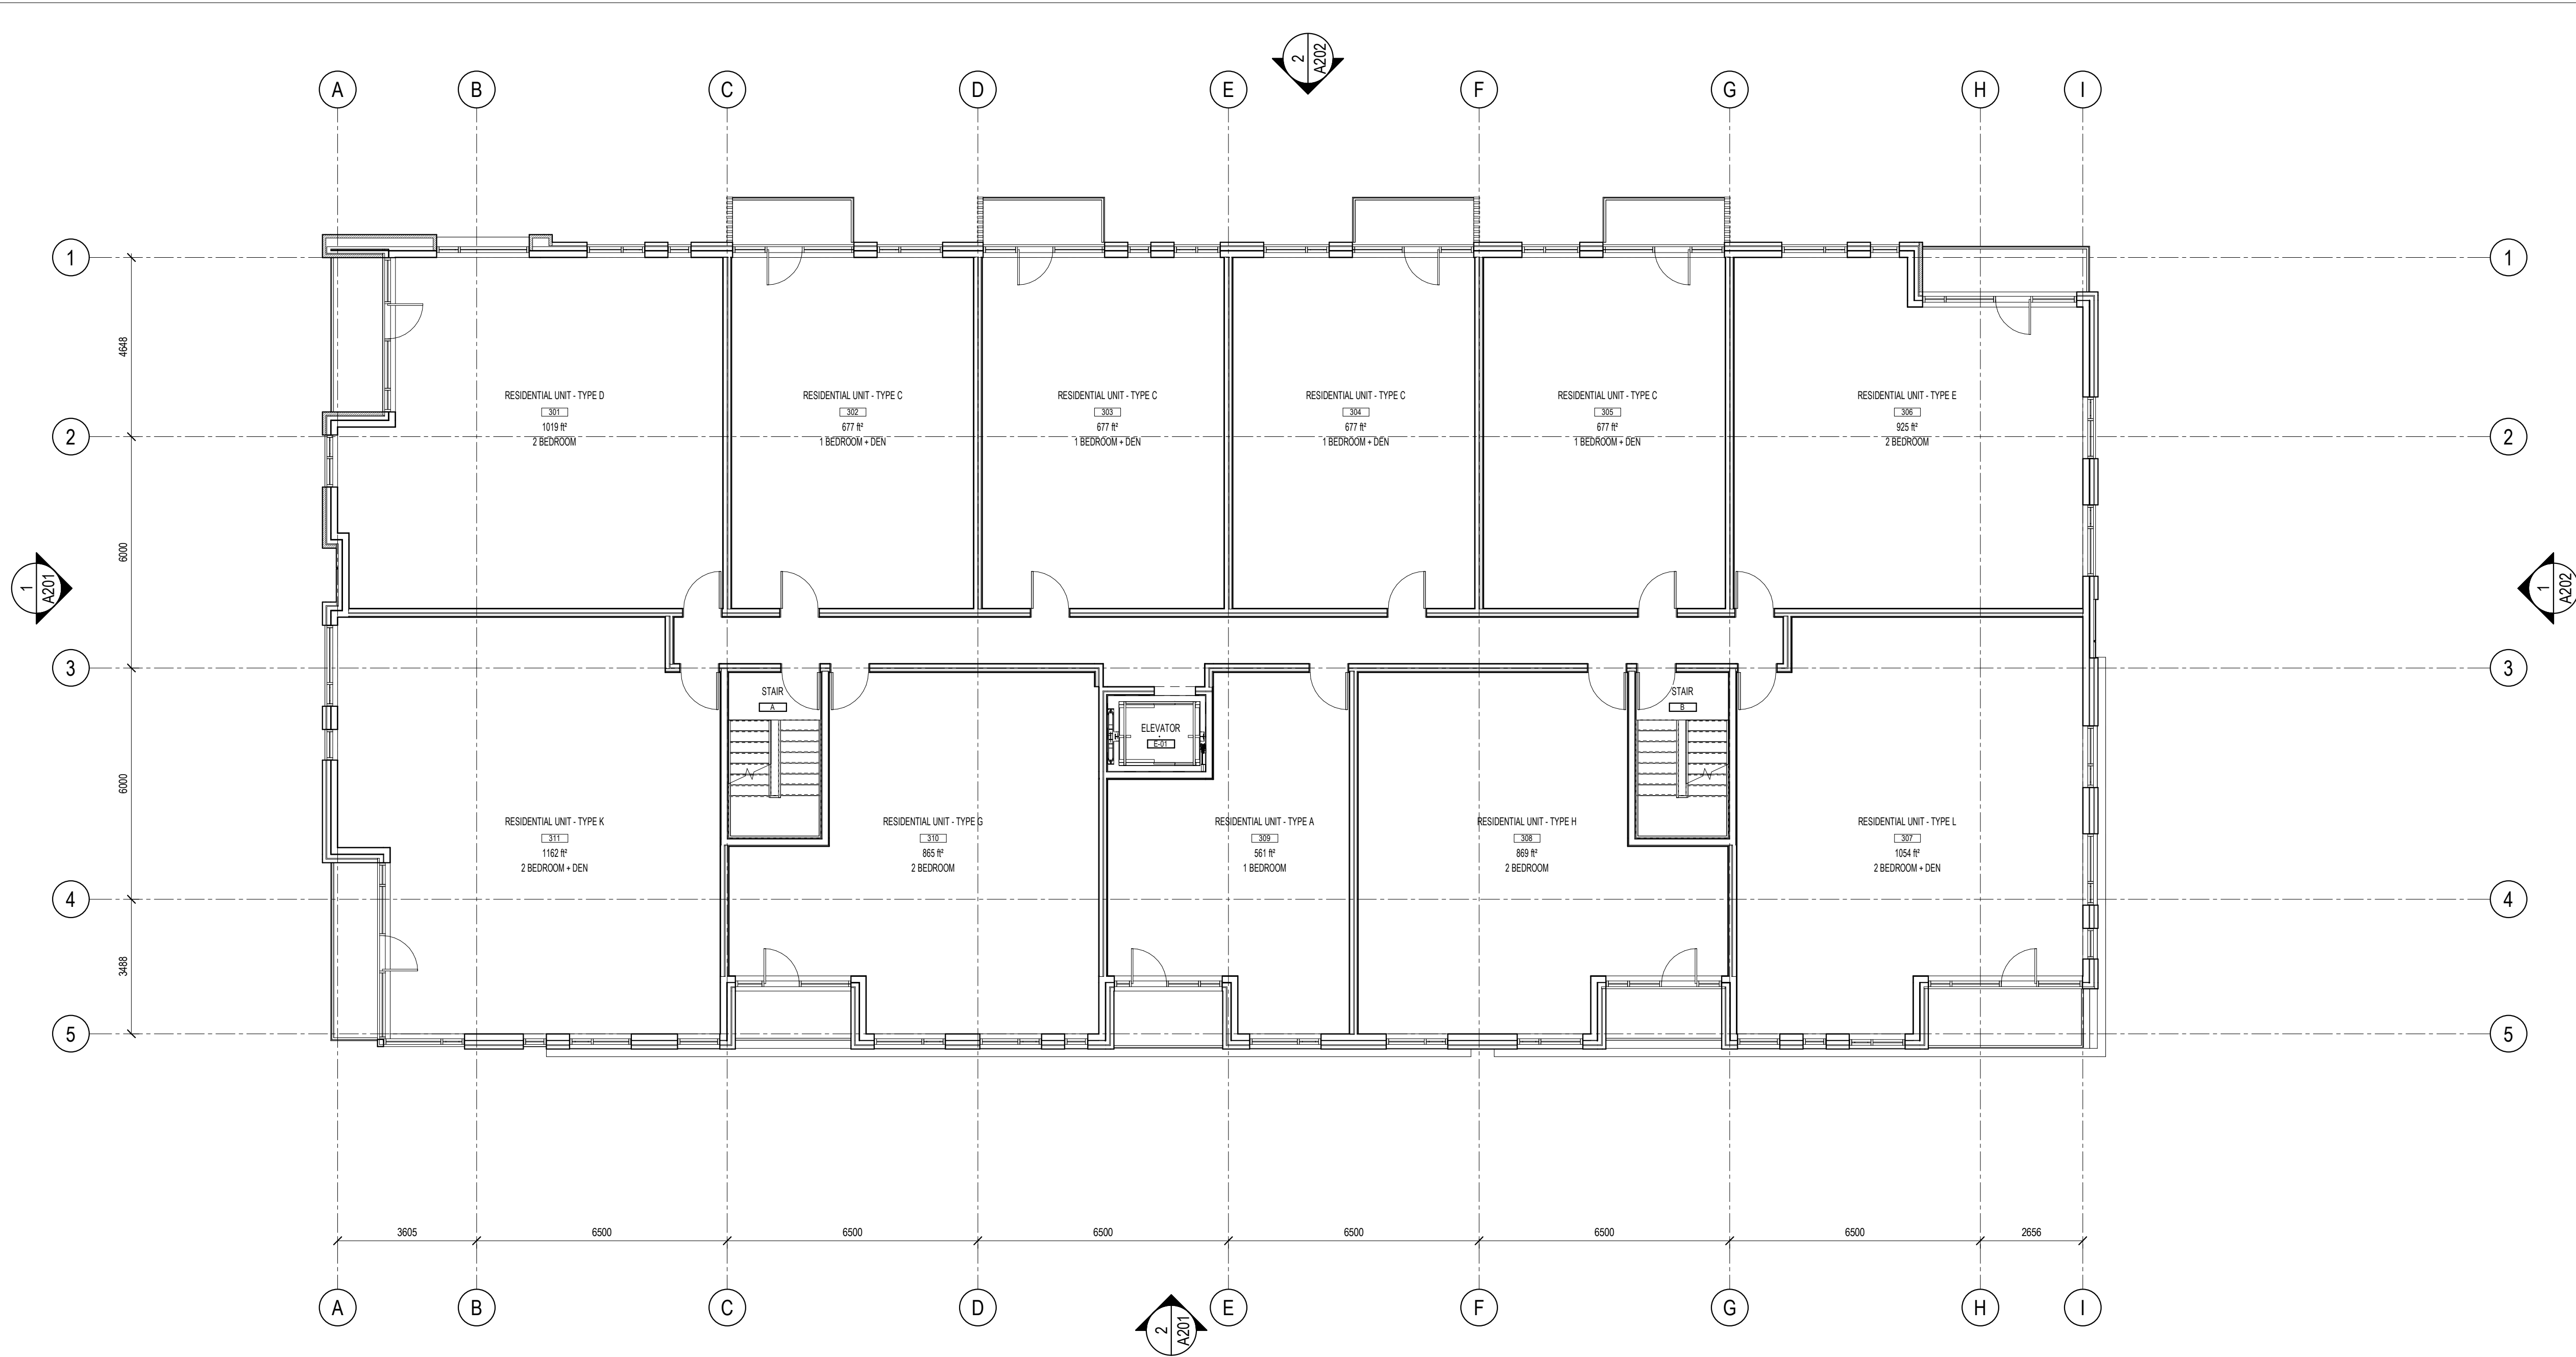 2
A202
A
B
C
D
E
F
G
H
I
1
1
4648
RESIDENTIAL UNIT - TYPE D
301
1019 ft²
2 BEDROOM
RESIDENTIAL UNIT - TYPE C
302
677 ft²
1 BEDROOM + DEN
RESIDENTIAL UNIT - TYPE C
303
677 ft²
1 BEDROOM + DEN
RESIDENTIAL UNIT - TYPE C
304
677 ft²
1 BEDROOM + DEN
RESIDENTIAL UNIT - TYPE C
305
677 ft²
1 BEDROOM + DEN
RESIDENTIAL UNIT - TYPE E
306
925 ft²
2 BEDROOM
2
2
6000
1
A201
1
A202
3
3
STAIR
A
ELEVATOR
E-01
STAIR
B
6000
RESIDENTIAL UNIT - TYPE K
311
1162 ft²
2 BEDROOM + DEN
RESIDENTIAL UNIT - TYPE G
310
865 ft²
2 BEDROOM
RESIDENTIAL UNIT - TYPE A
309
561 ft²
1 BEDROOM
RESIDENTIAL UNIT - TYPE H
308
869 ft²
2 BEDROOM
RESIDENTIAL UNIT - TYPE L
307
1054 ft²
2 BEDROOM + DEN
4
4
3488
5
5
3605
6500
6500
6500
6500
6500
6500
2656
A
B
C
D
E
F
G
H
I
2
A201